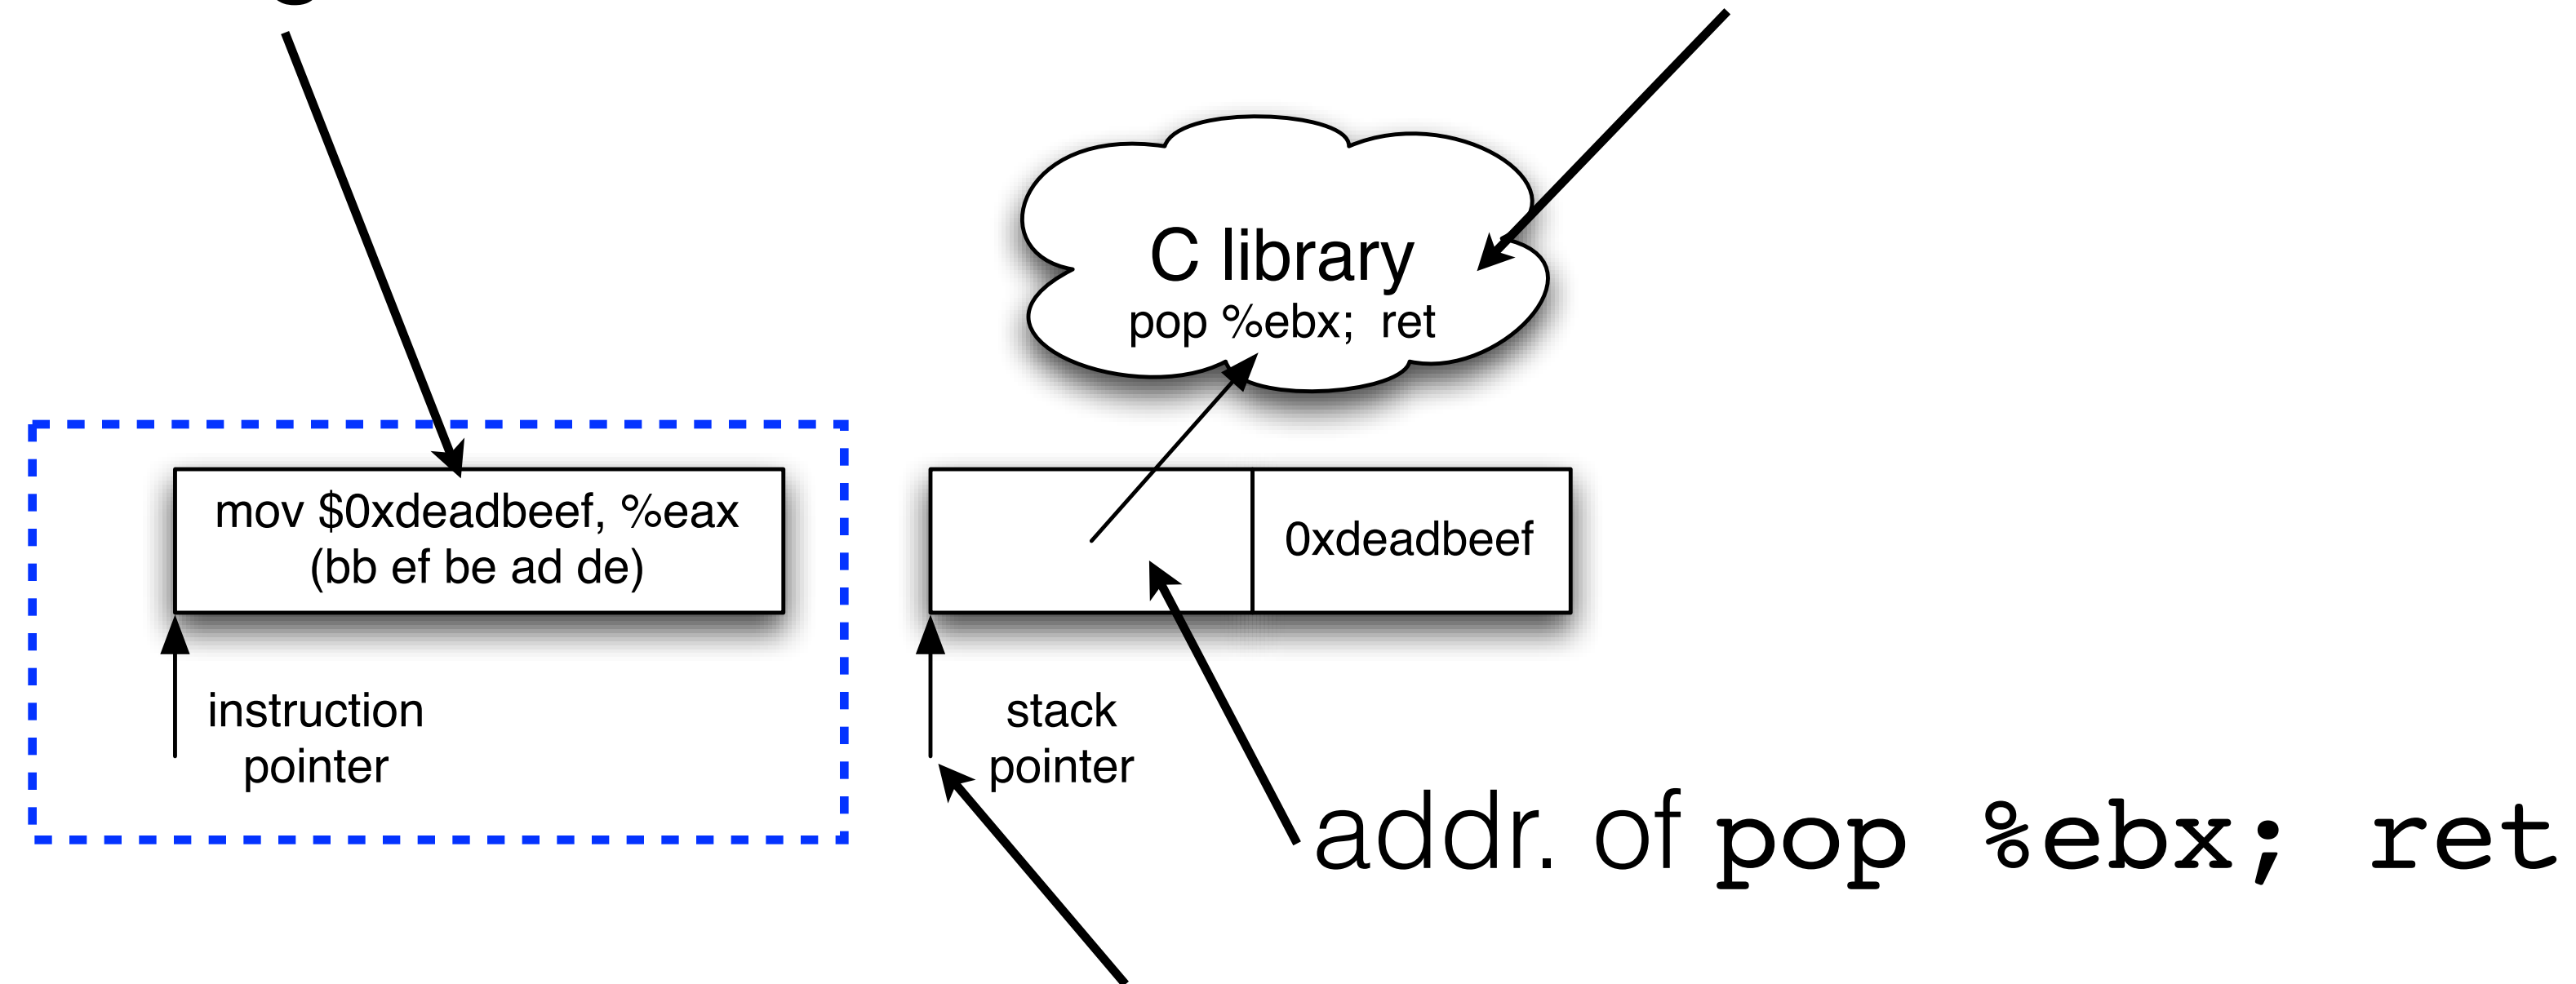 C library
pop %ebx; ret
mov $0xdeadbeef, %eax
(bb ef be ad de)
0xdeadbeef
instruction
pointer
stack
pointer
addr. of pop %ebx; ret